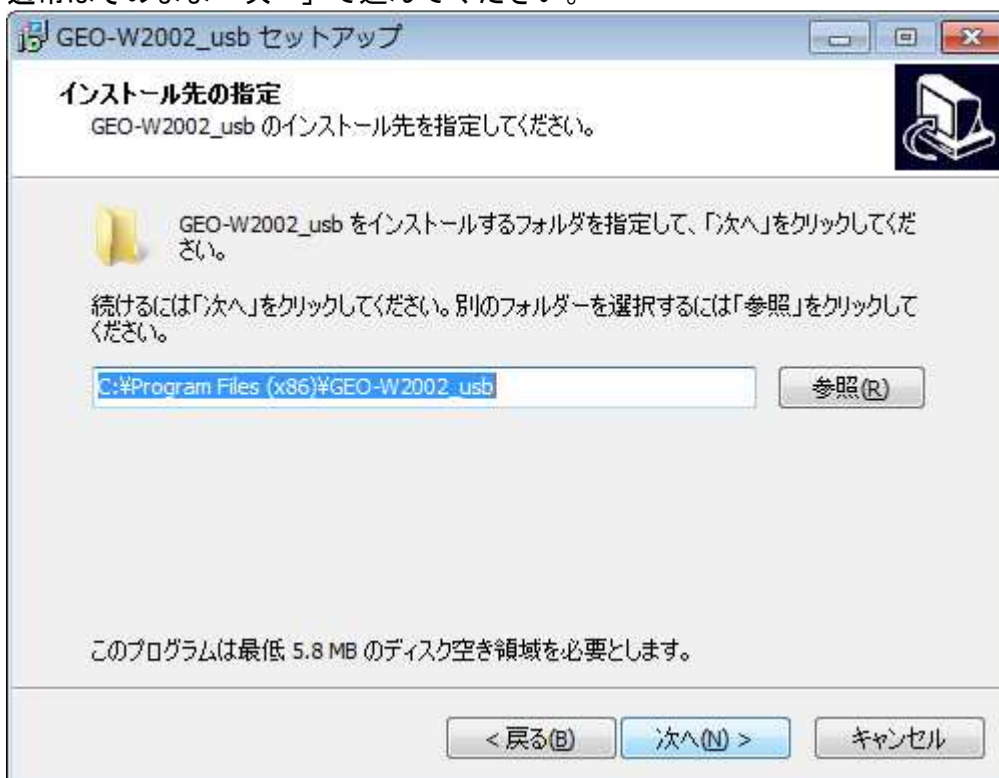 GEO-W2002_usb セットアップ
インストール先の指定
GEO-W2002_usb のインストール先を指定してください。
GEO-W2002_usb をインストールするフォルダを指定して、「次へ」をクリックしてくだ
さい。
続けるには「次へ」をクリックしてください。別のフォルダーを選択するには「参照」をクリックして
ください。
C:¥Program Files (x86)¥GEO-W2002_usb
参照(R)
このプログラムは最低 5.8 MB のディスク空き領域を必要とします。
< 戻る(B)
次へ(N) >
キャンセル